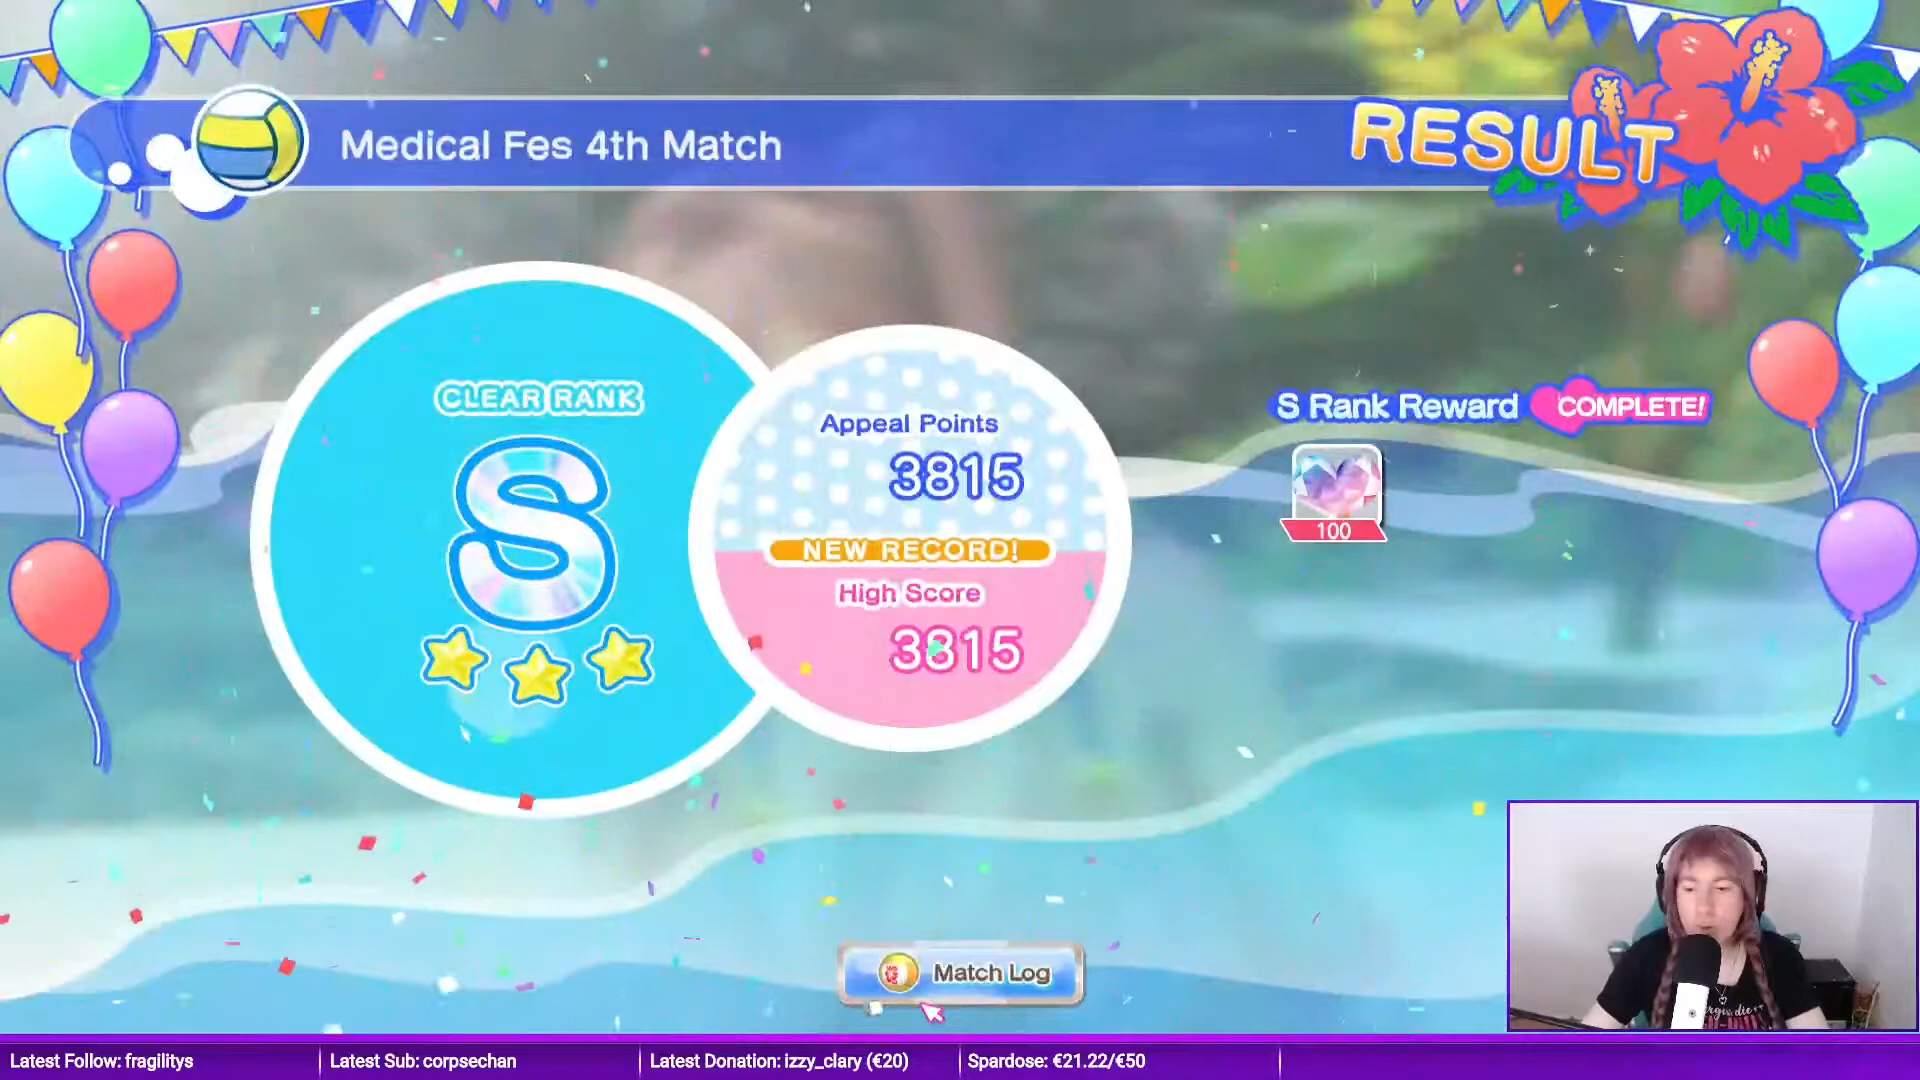 Medical Fes 4th Match
RESULT
CLEAR RANK
S
Appeal Points
3815
NEW RECORD!
High Score
3815
S Rank Reward COMPLETE!
100
Match Log
Latest Follow: fragilitys
Latest Sub: corpsechan
Latest Donation: izzy_clary (€20)
Spardose: €21.22/€50